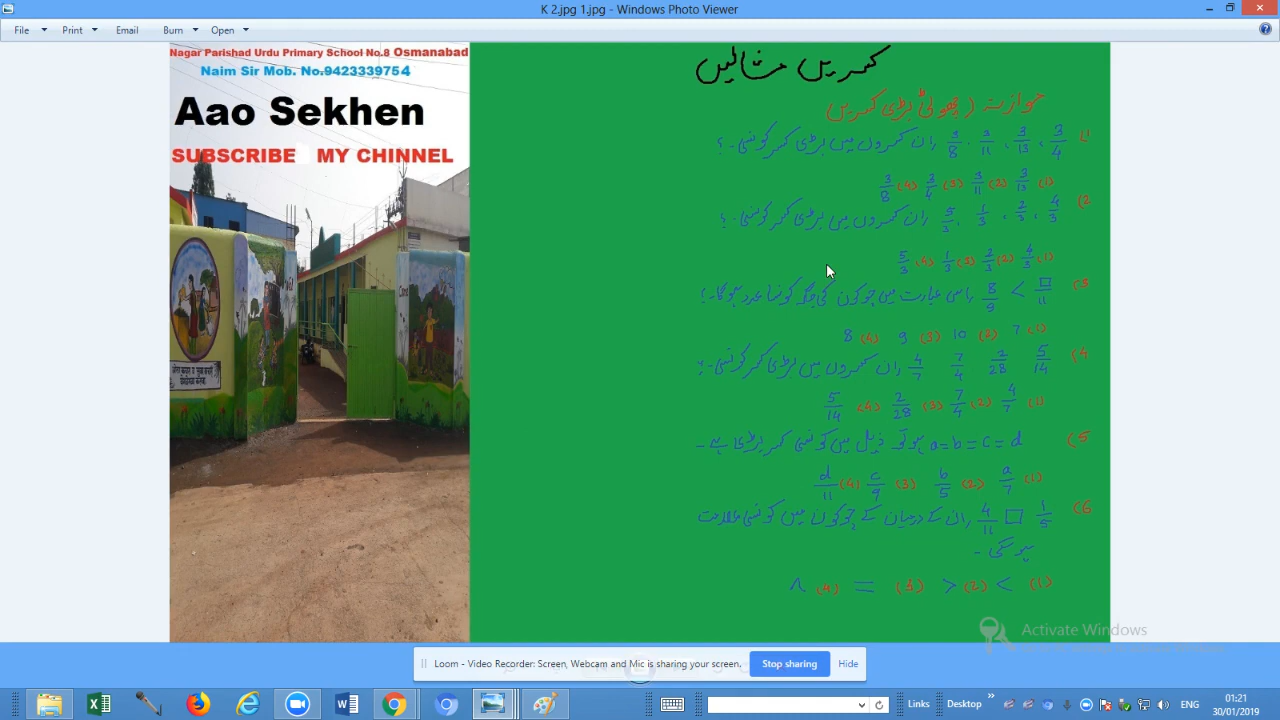 K 2.jpg 1.jpg - Windows Photo Viewer
File Print Email Burn Open
Nagar Parishad Urdu Primary School No.8 Osmanabad
Naim Sir Mob. No.9423339754
Aao Sekhen
SUBSCRIBE MY CHINNEL
کسریں مثالیں
موازنہ (چھوٹی بڑی کسریں)
(1 3/4 ، 3/13 ، 3/11 ، 3/8 ران کسروں میں بڑی کسر کونسی۔ ؟
(1) 3/13 (2) 3/11 (3) 3/4 (4) 3/8
(2 4/3 ، 2/3 ، 1/3 ، 5/3 ران کسروں میں بڑی کسر کونسی۔ ؟
(1) 4/3 (2) 2/3 (3) 1/3 (4) 5/3
(3 □/11 < 8/9 راس عبارت میں چوکون کی جگہ کونسا عدد ہوگا۔ ؟
(1) 7 (2) 10 (3) 9 (4) 8
(4 5/14 2/28 7/4 4/7 ران کسروں میں بڑی کسر کونسی۔ ؟
(1) 4/7 (2) 7/4 (3) 2/28 (4) 5/14
(5 a=b=c=d ہو تو ذیل میں کونسی کسر بڑی ہے۔
(1) a/7 (2) b/5 (3) c/9 (4) d/11
(6 1/5 □ 4/11 ران کے درمیان کے چوکون میں کونسی علامت
ہوسکی ۔
(1) < (2) > (3) = (4) ^
Activate Windows
Loom - Video Recorder: Screen, Webcam and Mic is sharing your screen. Stop sharing Hide
Links Desktop » ENG 01:21
30/01/2019